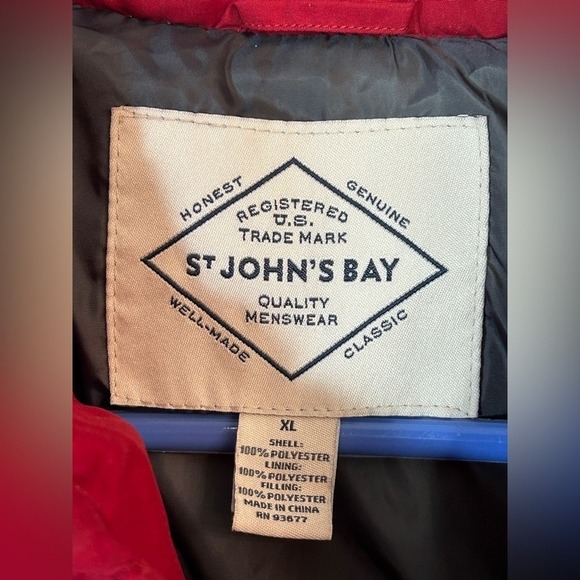 HONEST
GENUINE
REGISTERED
U.S.
TRADE MARK
ST JOHN'S BAY
QUALITY
MENSWEAR
WELL-MADE
CLASSIC
XL
SHELL:
100% POLYESTER
LINING:
100% POLYESTER
FILLING:
100% POLYESTER
MADE IN CHINA
RN 93677